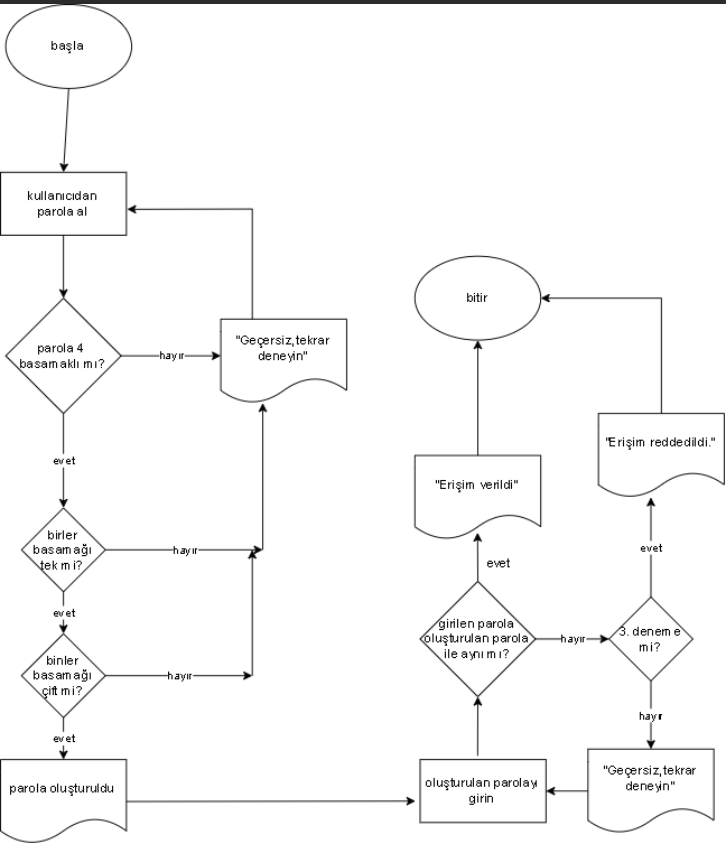 başla
kullanıcıdan
parola al
parola 4
basamaklı mı?
hayır
"Geçersiz,tekrar
deneyin"
evet
birler
basamağı
tek mi?
hayır
evet
binler
basamağı
çift mi?
hayır
evet
parola oluşturuldu
oluşturulan parolayı
girin
girilen parola
oluşturulan parola
ile aynı mı?
evet
"Erişim verildi"
bitir
hayır
3. deneme
mi?
evet
"Erişim reddedildi."
hayır
"Geçersiz,tekrar
deneyin"